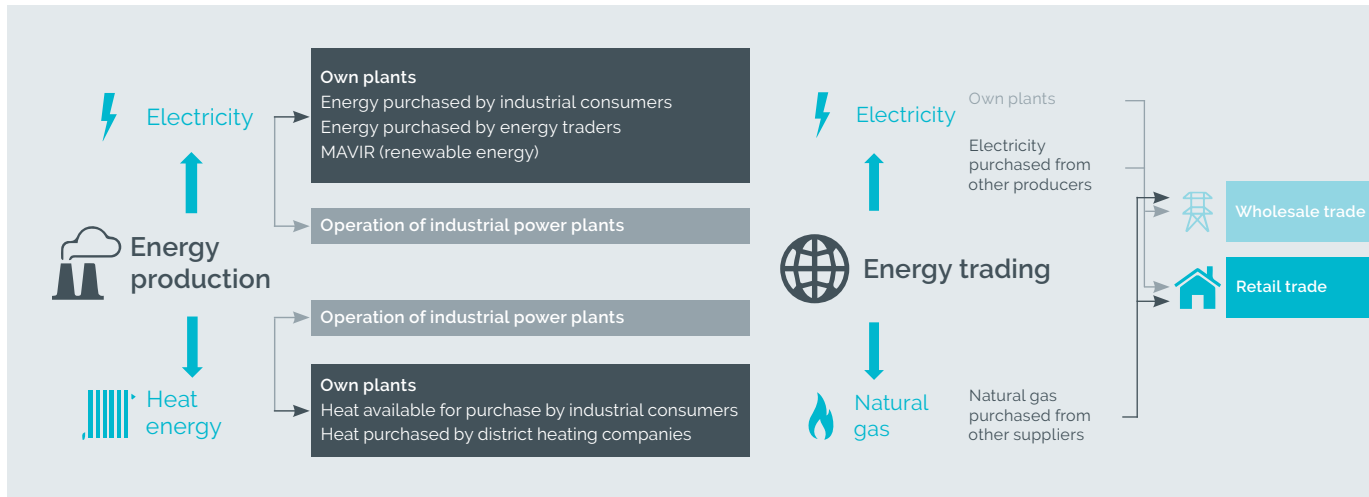 Electricity
Own plants
Energy purchased by industrial consumers
Energy purchased by energy traders
MAVIR (renewable energy)
Operation of industrial power plants
Energy
production
Operation of industrial power plants
Heat
energy
Own plants
Heat available for purchase by industrial consumers
Heat purchased by district heating companies
Electricity
Own plants
Electricity
purchased from
other producers
Energy trading
Natural
gas
Natural gas
purchased from
other suppliers
Wholesale trade
Retail trade